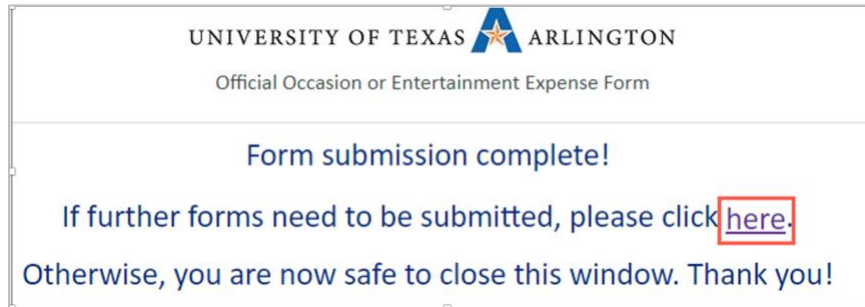 UNIVERSITY OF TEXAS A ARLINGTON
Official Occasion or Entertainment Expense Form
Form submission complete!
If further forms need to be submitted, please click here.
Otherwise, you are now safe to close this window. Thank you!